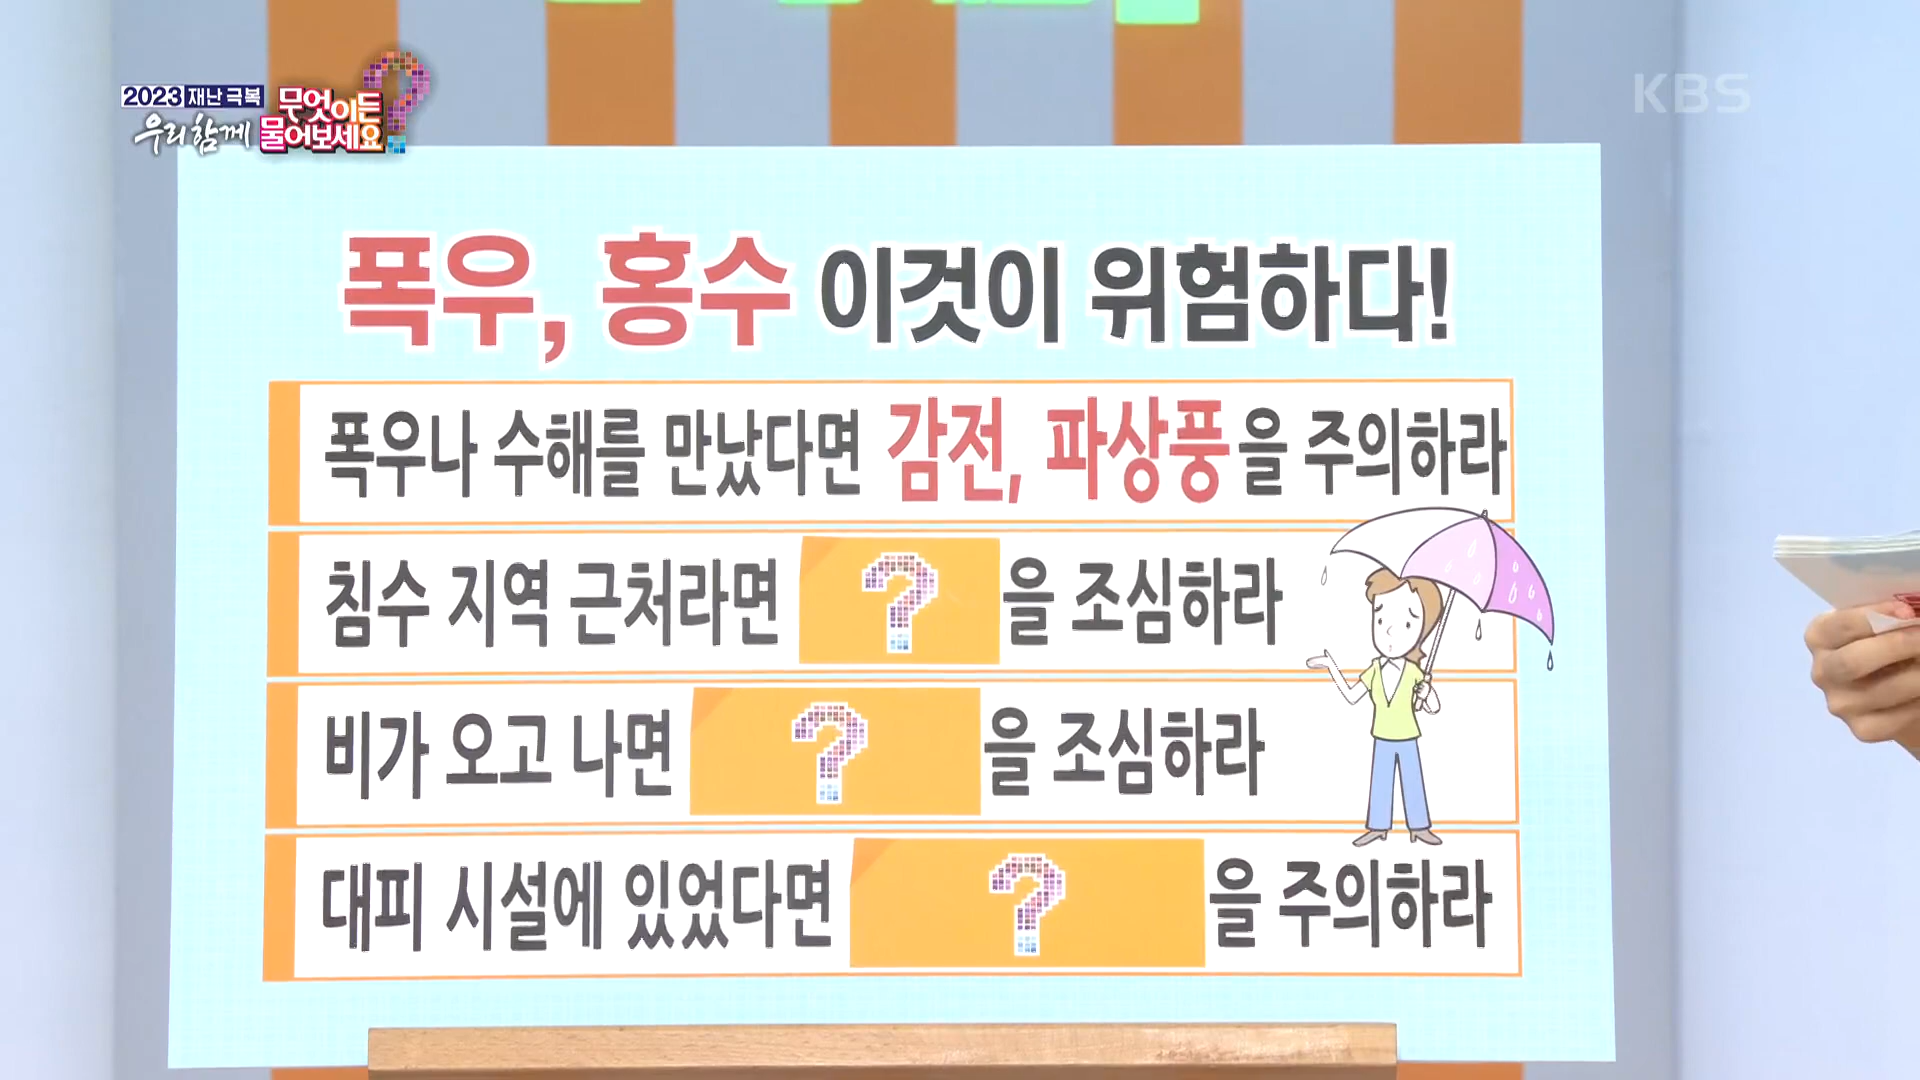 2023 재난 극복
우리 함께
무엇이든
물어보세요
?
KBS
폭우, 홍수 이것이 위험하다!
폭우나 수해를 만났다면 감전, 파상풍을 주의하라
침수 지역 근처라면 ? 을 조심하라
비가 오고 나면 ? 을 조심하라
대피 시설에 있었다면 ? 을 주의하라